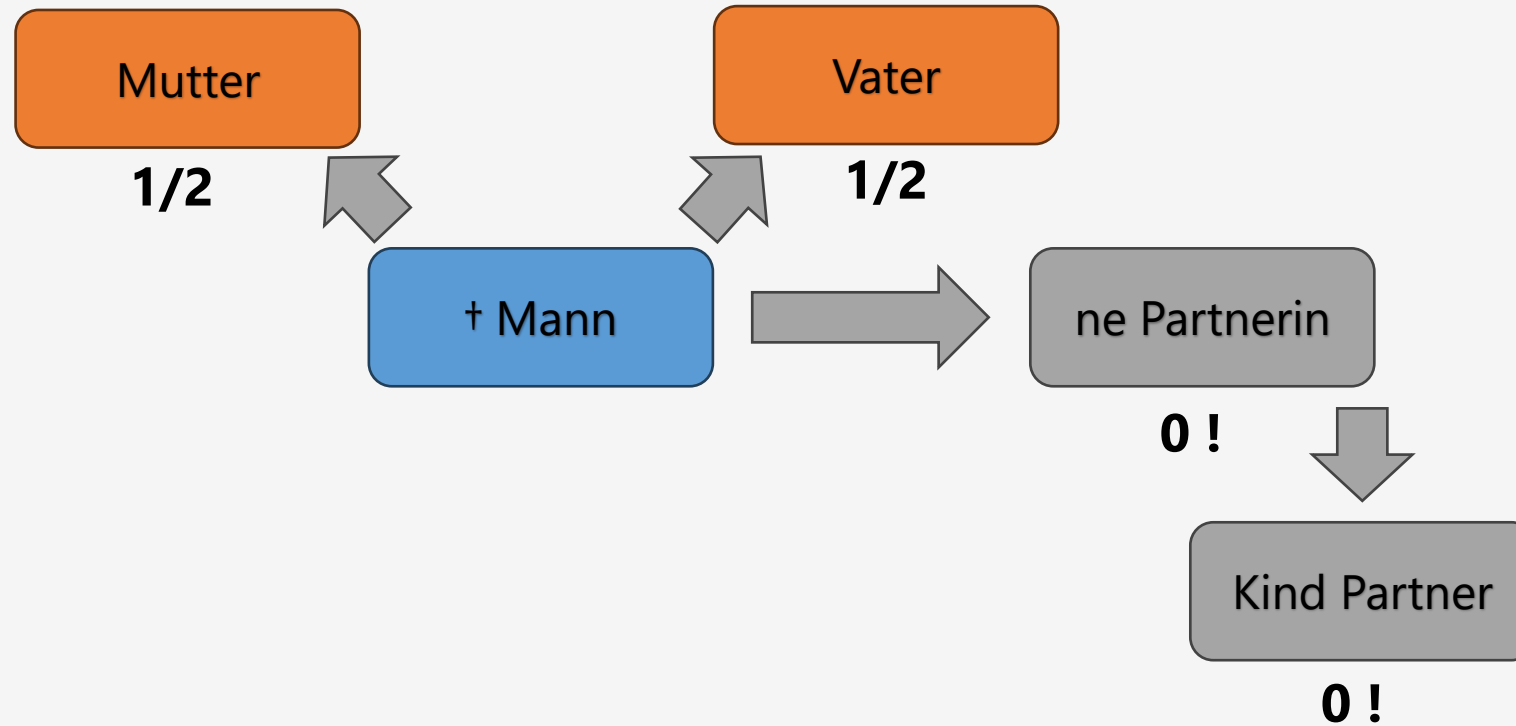 Mutter
Vater
1/2
1/2
† Mann
ne Partnerin
0 !
Kind Partner
0 !